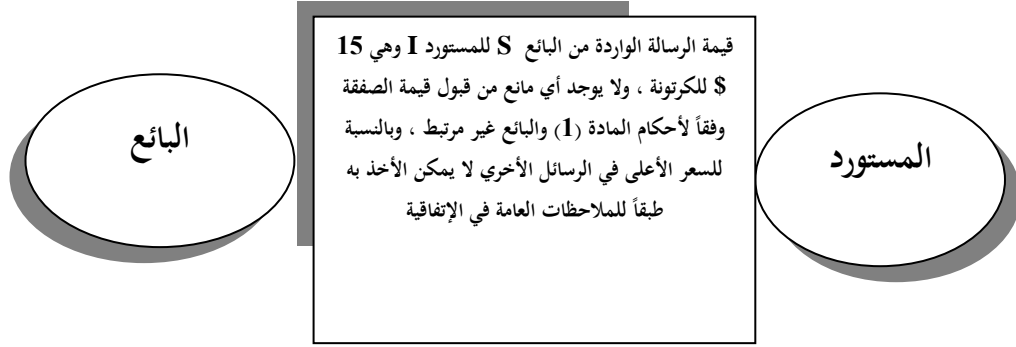 قيمة الرسالة الواردة من البائع S للمستورد I وهي 15
$ للكرتونة ، ولا يوجد أي مانع من قبول قيمة الصفقة
وفقاً لأحكام المادة (1) والبائع غير مرتبط ، وبالنسبة
للسعر الأعلى في الرسائل الأخري لا يمكن الأخذ به
طبقاً للملاحظات العامة في الإتفاقية
المستورد
البائع